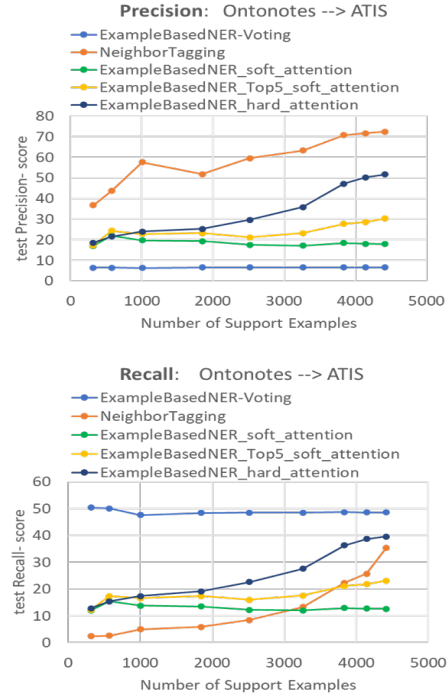 Precision: Ontonotes --> ATIS
ExampleBasedNER-Voting
NeighborTagging
ExampleBasedNER_soft_attention
ExampleBasedNER_Top5_soft_attention
ExampleBasedNER_hard_attention
test Precision- score
80
70
60
50
40
30
20
10
0
0 1000 2000 3000 4000 5000
Number of Support Examples
Recall: Ontonotes --> ATIS
ExampleBasedNER-Voting
NeighborTagging
ExampleBasedNER_soft_attention
ExampleBasedNER_Top5_soft_attention
ExampleBasedNER_hard_attention
test Recall- score
60
50
40
30
20
10
0
0 1000 2000 3000 4000 5000
Number of Support Examples